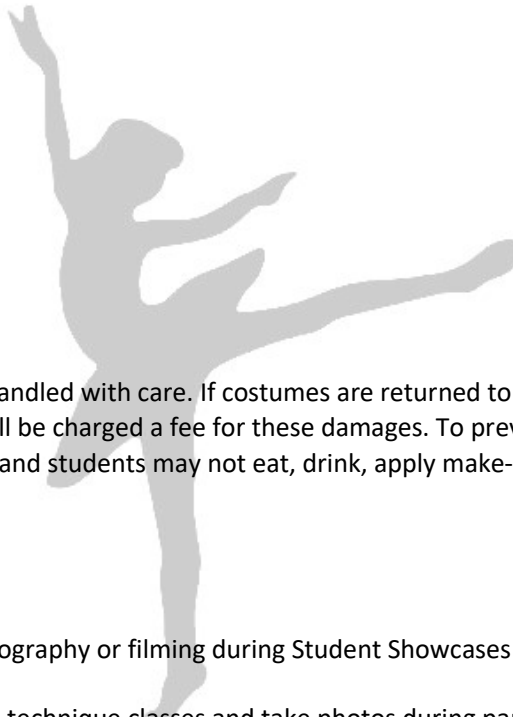 andled with care. If costumes are returned to
ll be charged a fee for these damages. To prev
and students may not eat, drink, apply make-
ography or filming during Student Showcases
technique classes and take photos during par